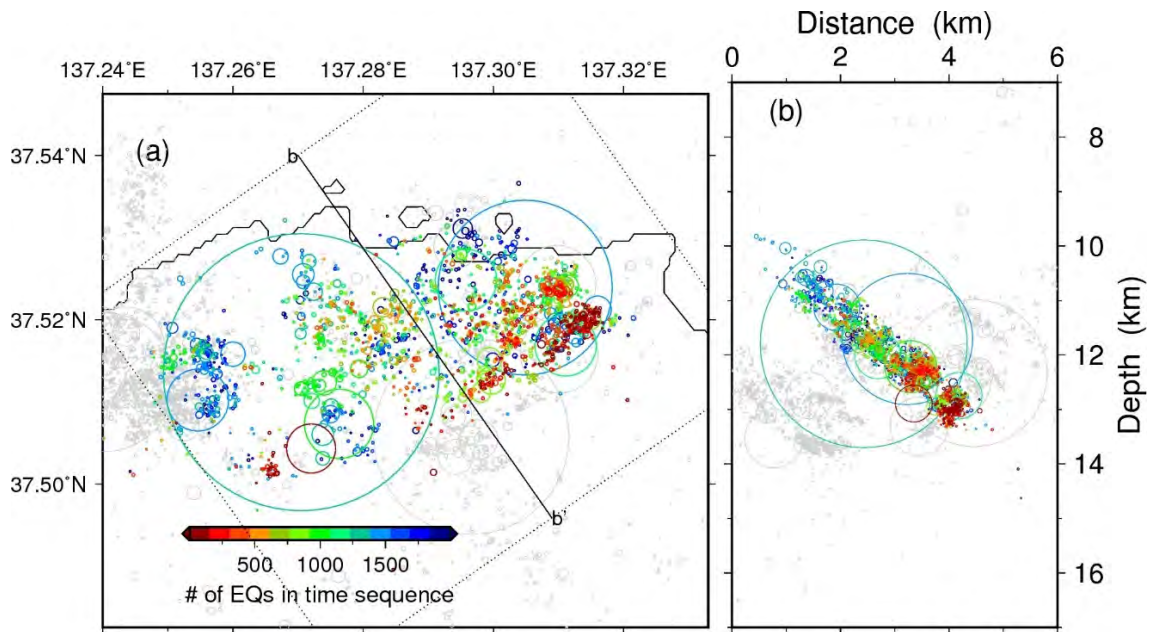 Distance (km)
0 2 4 6
137.24°E 137.26°E 137.28°E 137.30°E 137.32°E
(a)
(b)
b
b'
37.54°N
37.52°N
37.50°N
8
10
12
14
16
Depth (km)
500 1000 1500
# of EQs in time sequence